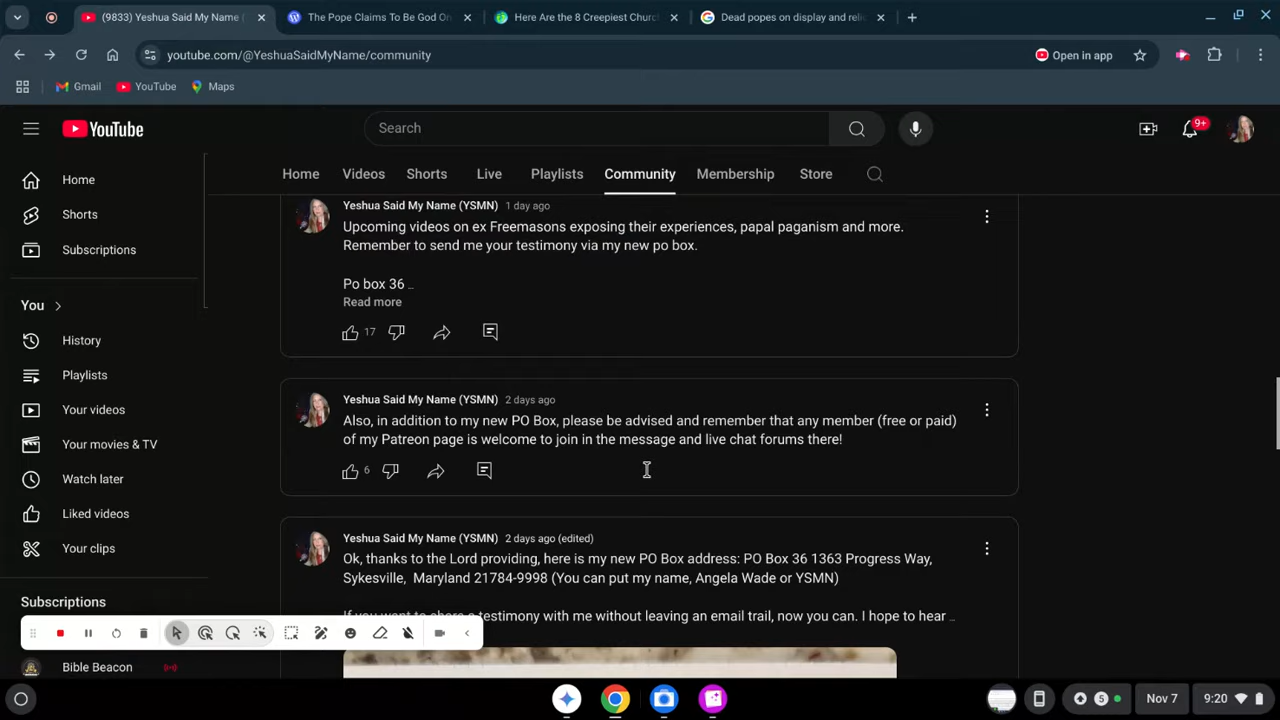 (9833) Yeshua Said My Name (
The Pope Claims To Be God On
Here Are the 8 Creepiest Churc
Dead popes on display and reli
youtube.com/@YeshuaSaidMyName/community
Open in app
Gmail
YouTube
Maps
YouTube
Search
9+
Home
Shorts
Subscriptions
You
History
Playlists
Your videos
Your movies & TV
Watch later
Liked videos
Your clips
Subscriptions
Bible Beacon
Home
Videos
Shorts
Live
Playlists
Community
Membership
Store
Yeshua Said My Name (YSMN) 1 day ago
Upcoming videos on ex Freemasons exposing their experiences, papal paganism and more.
Remember to send me your testimony via my new po box.
Po box 36 ...
Read more
17
Yeshua Said My Name (YSMN) 2 days ago
Also, in addition to my new PO Box, please be advised and remember that any member (free or paid)
of my Patreon page is welcome to join in the message and live chat forums there!
6
Yeshua Said My Name (YSMN) 2 days ago (edited)
Ok, thanks to the Lord providing, here is my new PO Box address: PO Box 36 1363 Progress Way,
Sykesville, Maryland 21784-9998 (You can put my name, Angela Wade or YSMN)
If you want to share a testimony with me without leaving an email trail, now you can. I hope to hear ...
5
Nov 7
9:20